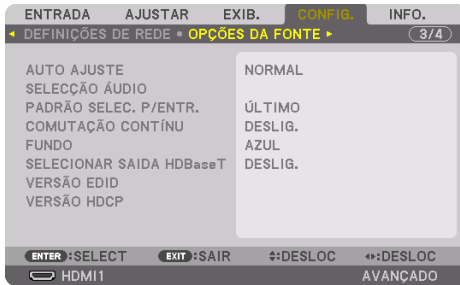 ENTRADA AJUSTAR EXIB. CONFIG. INFO.
DEFINIÇÕES DE REDE • OPÇÕES DA FONTE 3/4
AUTO AJUSTE NORMAL
SELECÇÃO ÁUDIO
PADRÃO SELEC. P/ENTR. ÚLTIMO
COMUTAÇÃO CONTÍNU DESLIG.
FUNDO AZUL
SELECIONAR SAIDA HDBaseT DESLIG.
VERSÃO EDID
VERSÃO HDCP
ENTER :SELECT EXIT :SAIR :DESLOC :DESLOC
HDMI1 AVANÇADO